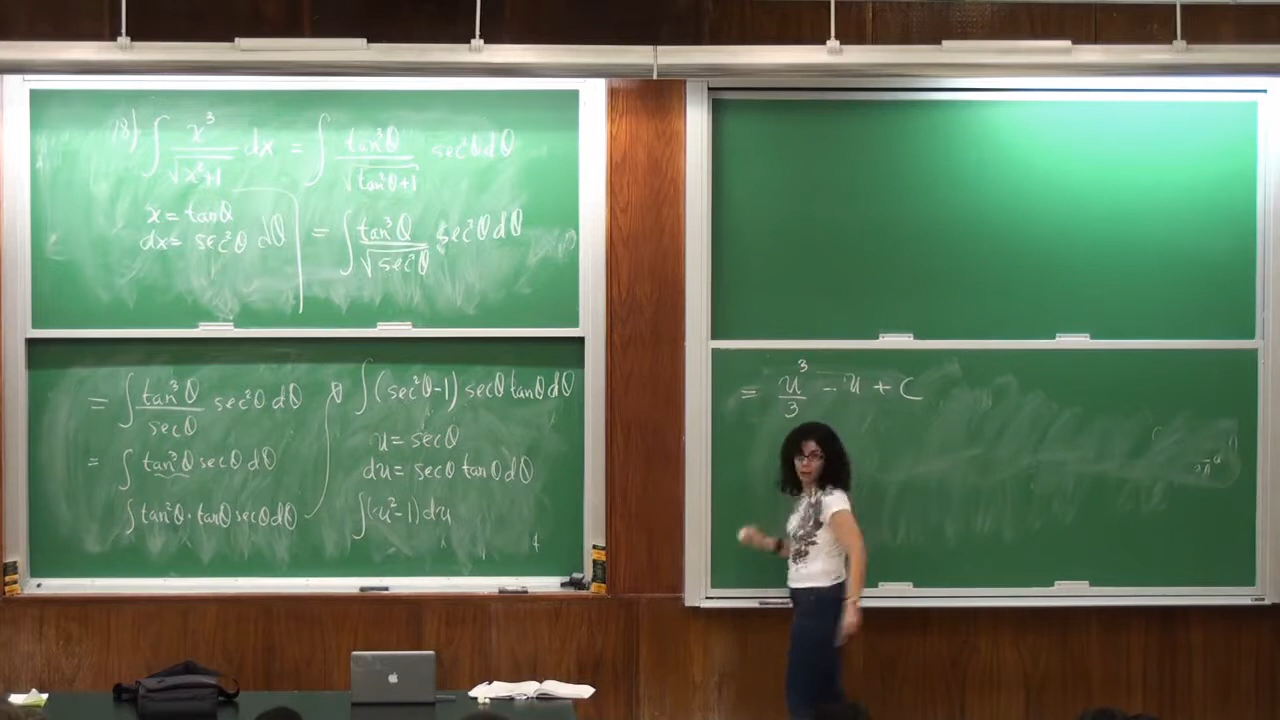 18) ∫ x³/√(x²+1) dx = ∫ tan³θ/√(tan²θ+1) sec²θ dθ
x = tanθ
dx = sec²θ dθ
= ∫ tan³θ/√(sec²θ) sec²θ dθ
= ∫ tan³θ/secθ sec²θ dθ
= ∫ tan³θ secθ dθ
∫ tan²θ · tanθ secθ dθ
∫ (sec²θ-1) secθ tanθ dθ
u = secθ
du = secθ tanθ dθ
∫(u²-1) du
= u³/3 - u + C